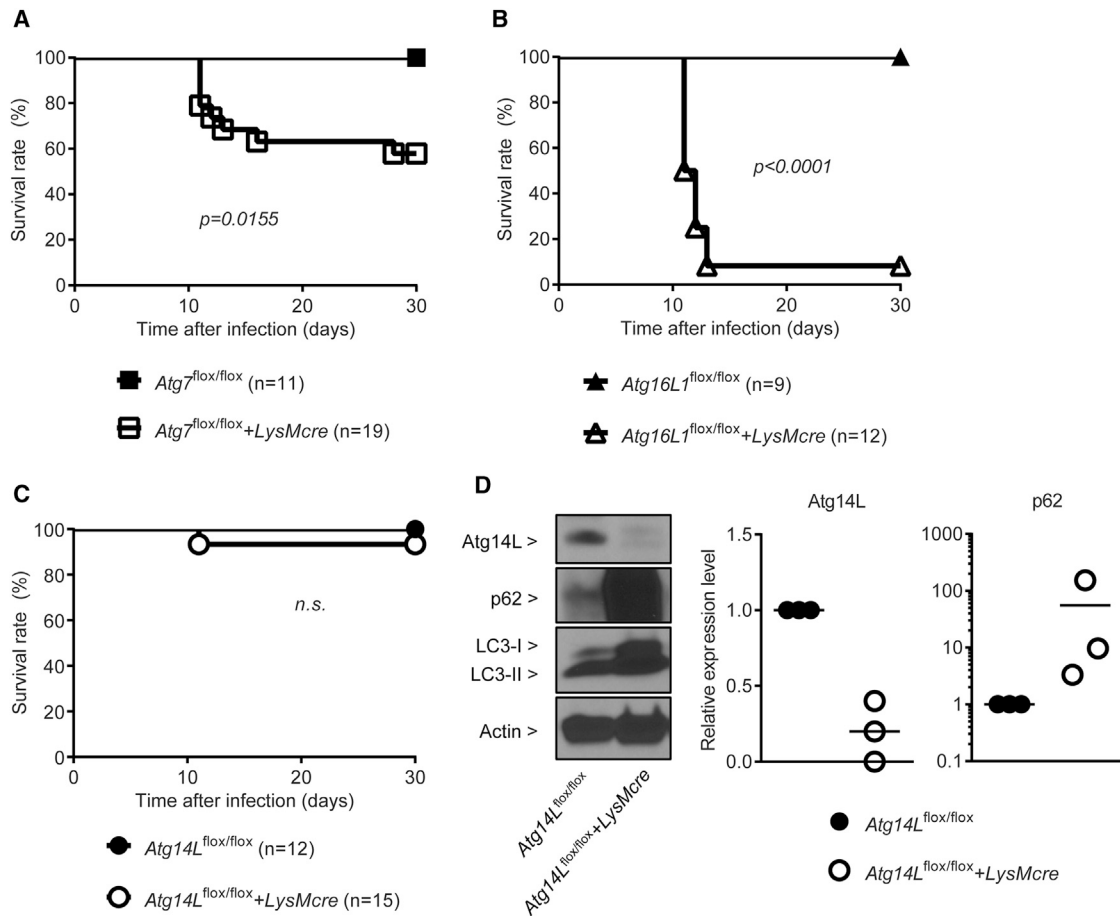 A
Survival rate (%)
100
80
60
40
20
0
p=0.0155
0 10 20 30
Time after infection (days)
Atg7flox/flox (n=11)
Atg7flox/flox+LysMcre (n=19)
B
Survival rate (%)
100
80
60
40
20
0
p<0.0001
0 10 20 30
Time after infection (days)
Atg16L1flox/flox (n=9)
Atg16L1flox/flox+LysMcre (n=12)
C
Survival rate (%)
100
80
60
40
20
0
n.s.
0 10 20 30
Time after infection (days)
Atg14Lflox/flox (n=12)
Atg14Lflox/flox+LysMcre (n=15)
D
Atg14L >
p62 >
LC3-I >
LC3-II >
Actin >
Atg14Lflox/flox
Atg14Lflox/flox+LysMcre
Atg14L
Relative expression level
1.5
1.0
0.5
0.0
p62
1000
100
10
1
0.1
Atg14Lflox/flox
Atg14Lflox/flox+LysMcre